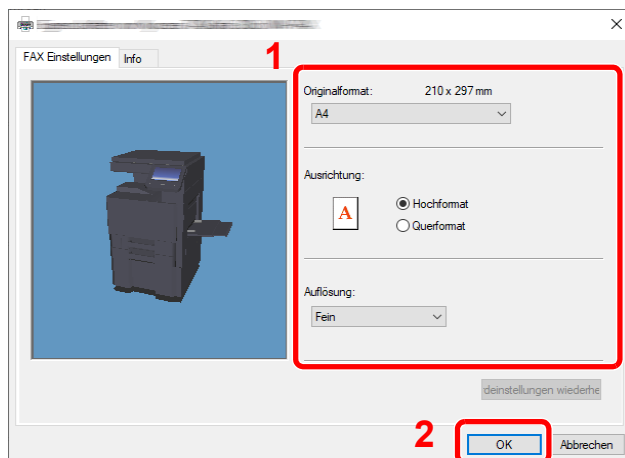 FAX Einstellungen Info
1
Originalformat: 210 x 297 mm
A4
Ausrichtung:
A
Hochformat
Querformat
Auflösung:
Fein
deinstellungen wiederhe
2
OK Abbrechen